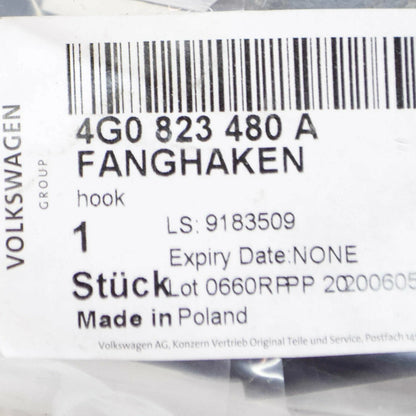 VOLKSWAGEN
GROUP
4G0 823 480 A
FANGHAKEN
hook
1
LS: 9183509
Expiry Date:NONE
Stück
Lot 0660RPPP 20200605
Made in Poland
Volkswagen AG, Konzern Vertrieb Original Teile und Service, Postfach